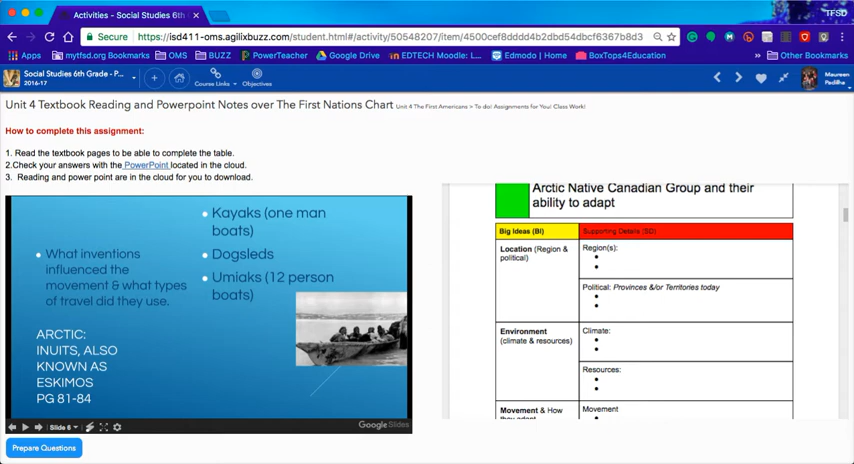 Activities - Social Studies 6th
TFSD
Secure https://isd411-oms.agilixbuzz.com/student.html#/activity/50548207/item/4500cef8dddd4b2dbd54dbcf6367b8d3
Apps mytfsd.org Bookmarks OMS BUZZ PowerTeacher Google Drive EDTECH Moodle: L... Edmodo | Home BoxTops4Education » Other Bookmarks
Social Studies 6th Grade - P...
2016-17
Course Links
Objectives
Maureen
Padilha
Unit 4 Textbook Reading and Powerpoint Notes over The First Nations Chart Unit 4 The First Americans > To do! Assignments for You! Class Work!
How to complete this assignment:
1. Read the textbook pages to be able to complete the table.
2.Check your answers with the PowerPoint located in the cloud.
3. Reading and power point are in the cloud for you to download.
• What inventions
influenced the
movement & what types
of travel did they use.
ARCTIC:
INUITS, ALSO
KNOWN AS
ESKIMOS
PG 81-84
• Kayaks (one man
boats)
• Dogsleds
• Umiaks (12 person
boats)
Slide 6
Google Slides
Prepare Questions
Arctic Native Canadian Group and their
ability to adapt
Big Ideas (BI)
Supporting Details (SD)
Location (Region &
political)
Region(s):
Political: Provinces &/or Territories today
Environment
(climate & resources)
Climate:
Resources:
Movement & How
Movement